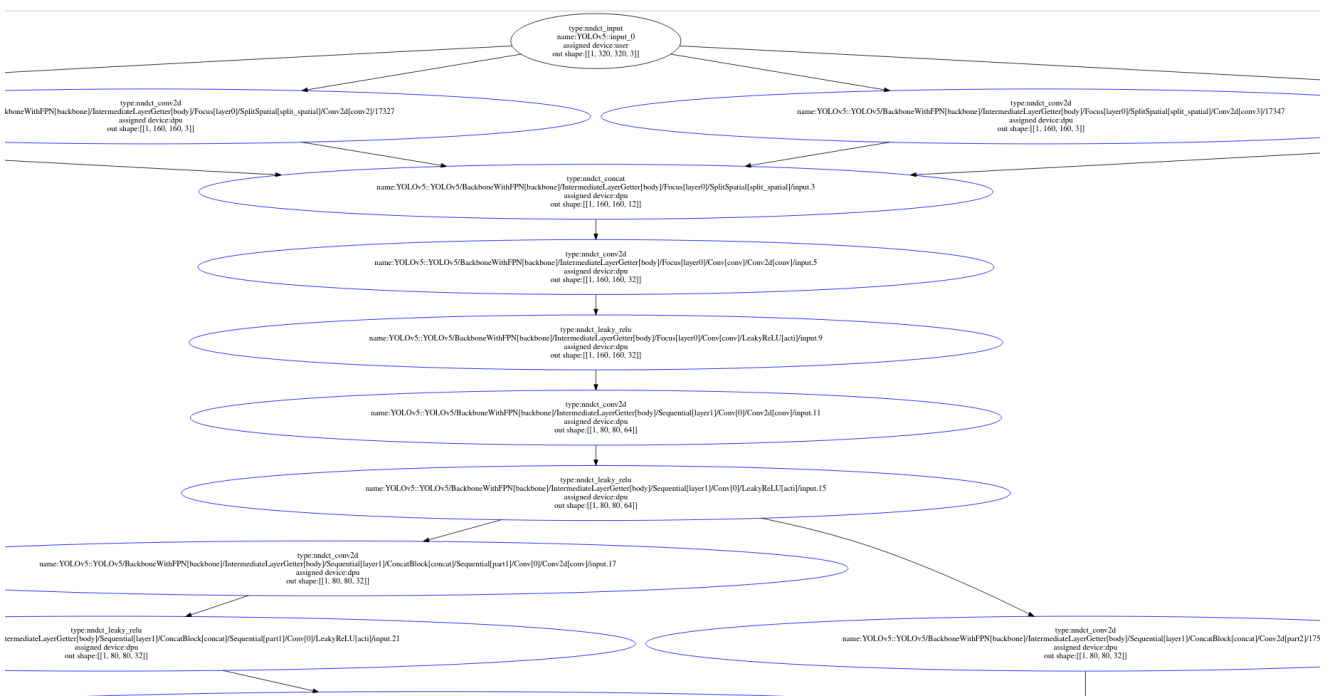 type:nndct_input
name:YOLOv5::input_0
assigned device:user
out shape:[[1, 320, 320, 3]]
type:nndct_conv2d
kboneWithFPN[backbone]/IntermediateLayerGetter[body]/Focus[layer0]/SplitSpatial[split_spatial]/Conv2d[conv2]/17327
assigned device:dpu
out shape:[[1, 160, 160, 3]]
type:nndct_conv2d
name:YOLOv5::YOLOv5/BackboneWithFPN[backbone]/IntermediateLayerGetter[body]/Focus[layer0]/SplitSpatial[split_spatial]/Conv2d[conv3]/17347
assigned device:dpu
out shape:[[1, 160, 160, 3]]
type:nndct_concat
name:YOLOv5::YOLOv5/BackboneWithFPN[backbone]/IntermediateLayerGetter[body]/Focus[layer0]/SplitSpatial[split_spatial]/input.3
assigned device:dpu
out shape:[[1, 160, 160, 12]]
type:nndct_conv2d
name:YOLOv5::YOLOv5/BackboneWithFPN[backbone]/IntermediateLayerGetter[body]/Focus[layer0]/Conv[conv]/Conv2d[conv]/input.5
assigned device:dpu
out shape:[[1, 160, 160, 32]]
type:nndct_leaky_relu
name:YOLOv5::YOLOv5/BackboneWithFPN[backbone]/IntermediateLayerGetter[body]/Focus[layer0]/Conv[conv]/LeakyReLU[acti]/input.9
assigned device:dpu
out shape:[[1, 160, 160, 32]]
type:nndct_conv2d
name:YOLOv5::YOLOv5/BackboneWithFPN[backbone]/IntermediateLayerGetter[body]/Sequential[layer1]/Conv[0]/Conv2d[conv]/input.11
assigned device:dpu
out shape:[[1, 80, 80, 64]]
type:nndct_leaky_relu
name:YOLOv5::YOLOv5/BackboneWithFPN[backbone]/IntermediateLayerGetter[body]/Sequential[layer1]/Conv[0]/LeakyReLU[acti]/input.15
assigned device:dpu
out shape:[[1, 80, 80, 64]]
type:nndct_conv2d
name:YOLOv5::YOLOv5/BackboneWithFPN[backbone]/IntermediateLayerGetter[body]/Sequential[layer1]/ConcatBlock[concat]/Sequential[part1]/Conv[0]/Conv2d[conv]/input.17
assigned device:dpu
out shape:[[1, 80, 80, 32]]
type:nndct_leaky_relu
termediateLayerGetter[body]/Sequential[layer1]/ConcatBlock[concat]/Sequential[part1]/Conv[0]/LeakyReLU[acti]/input.21
assigned device:dpu
out shape:[[1, 80, 80, 32]]
type:nndct_conv2d
name:YOLOv5::YOLOv5/BackboneWithFPN[backbone]/IntermediateLayerGetter[body]/Sequential[layer1]/ConcatBlock[concat]/Conv2d[part2]/175
assigned device:dpu
out shape:[[1, 80, 80, 32]]